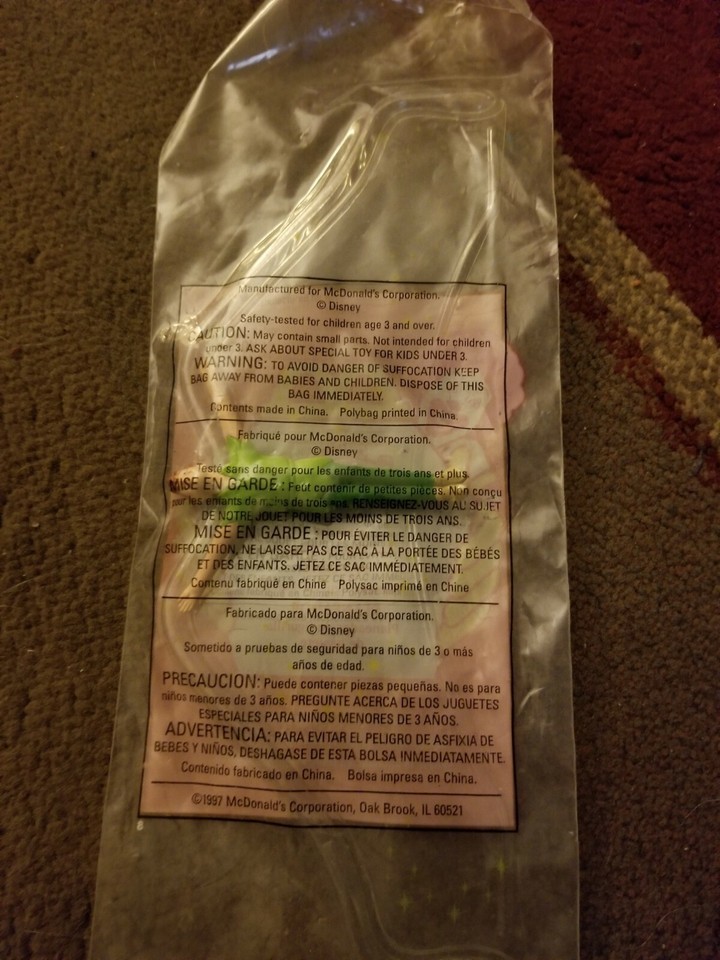 Manufactured for McDonald's Corporation.
© Disney
Safety-tested for children age 3 and over.
CAUTION: May contain small parts. Not intended for children
under 3. ASK ABOUT SPECIAL TOY FOR KIDS UNDER 3.
WARNING: TO AVOID DANGER OF SUFFOCATION KEEP
BAG AWAY FROM BABIES AND CHILDREN. DISPOSE OF THIS
BAG IMMEDIATELY.
Contents made in China. Polybag printed in China.
Fabriqué pour McDonald's Corporation.
© Disney
Testé sans danger pour les enfants de trois ans et plus.
MISE EN GARDE : Peut contenir de petites pièces. Non conçu
pour les enfants de moins de trois ans. RENSEIGNEZ-VOUS AU SUJET
DE NOTRE JOUET POUR LES MOINS DE TROIS ANS.
MISE EN GARDE : POUR ÉVITER LE DANGER DE
SUFFOCATION, NE LAISSEZ PAS CE SAC À LA PORTÉE DES BÉBÉS
ET DES ENFANTS. JETEZ CE SAC IMMÉDIATEMENT.
Contenu fabriqué en Chine Polysac imprimé en Chine
Fabricado para McDonald's Corporation.
© Disney
Sometido a pruebas de seguridad para niños de 3 o más
años de edad.
PRECAUCION: Puede contener piezas pequeñas. No es para
niños menores de 3 años. PREGUNTE ACERCA DE LOS JUGUETES
ESPECIALES PARA NIÑOS MENORES DE 3 AÑOS.
ADVERTENCIA: PARA EVITAR EL PELIGRO DE ASFIXIA DE
BEBES Y NIÑOS, DESHAGASE DE ESTA BOLSA INMEDIATAMENTE.
Contenido fabricado en China. Bolsa impresa en China.
©1997 McDonald's Corporation, Oak Brook, IL 60521
8